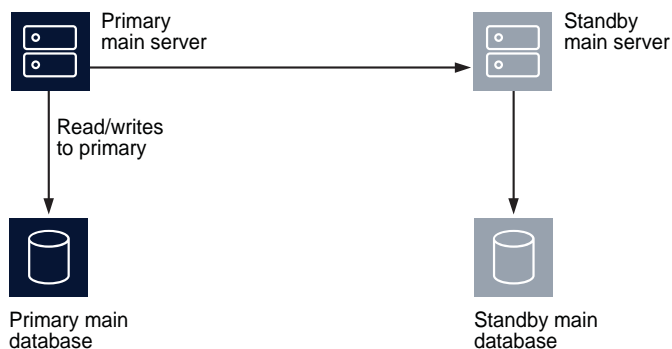 Primary
main server
Standby
main server
Read/writes
to primary
Primary main
database
Standby main
database